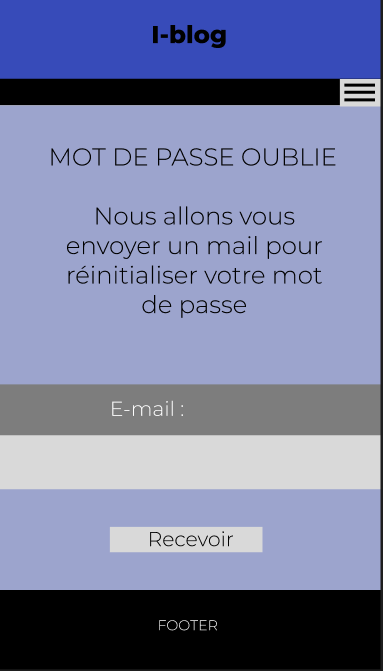 I-blog
MOT DE PASSE OUBLIE
Nous allons vous
envoyer un mail pour
réinitialiser votre mot
de passe
E-mail :
Recevoir
FOOTER